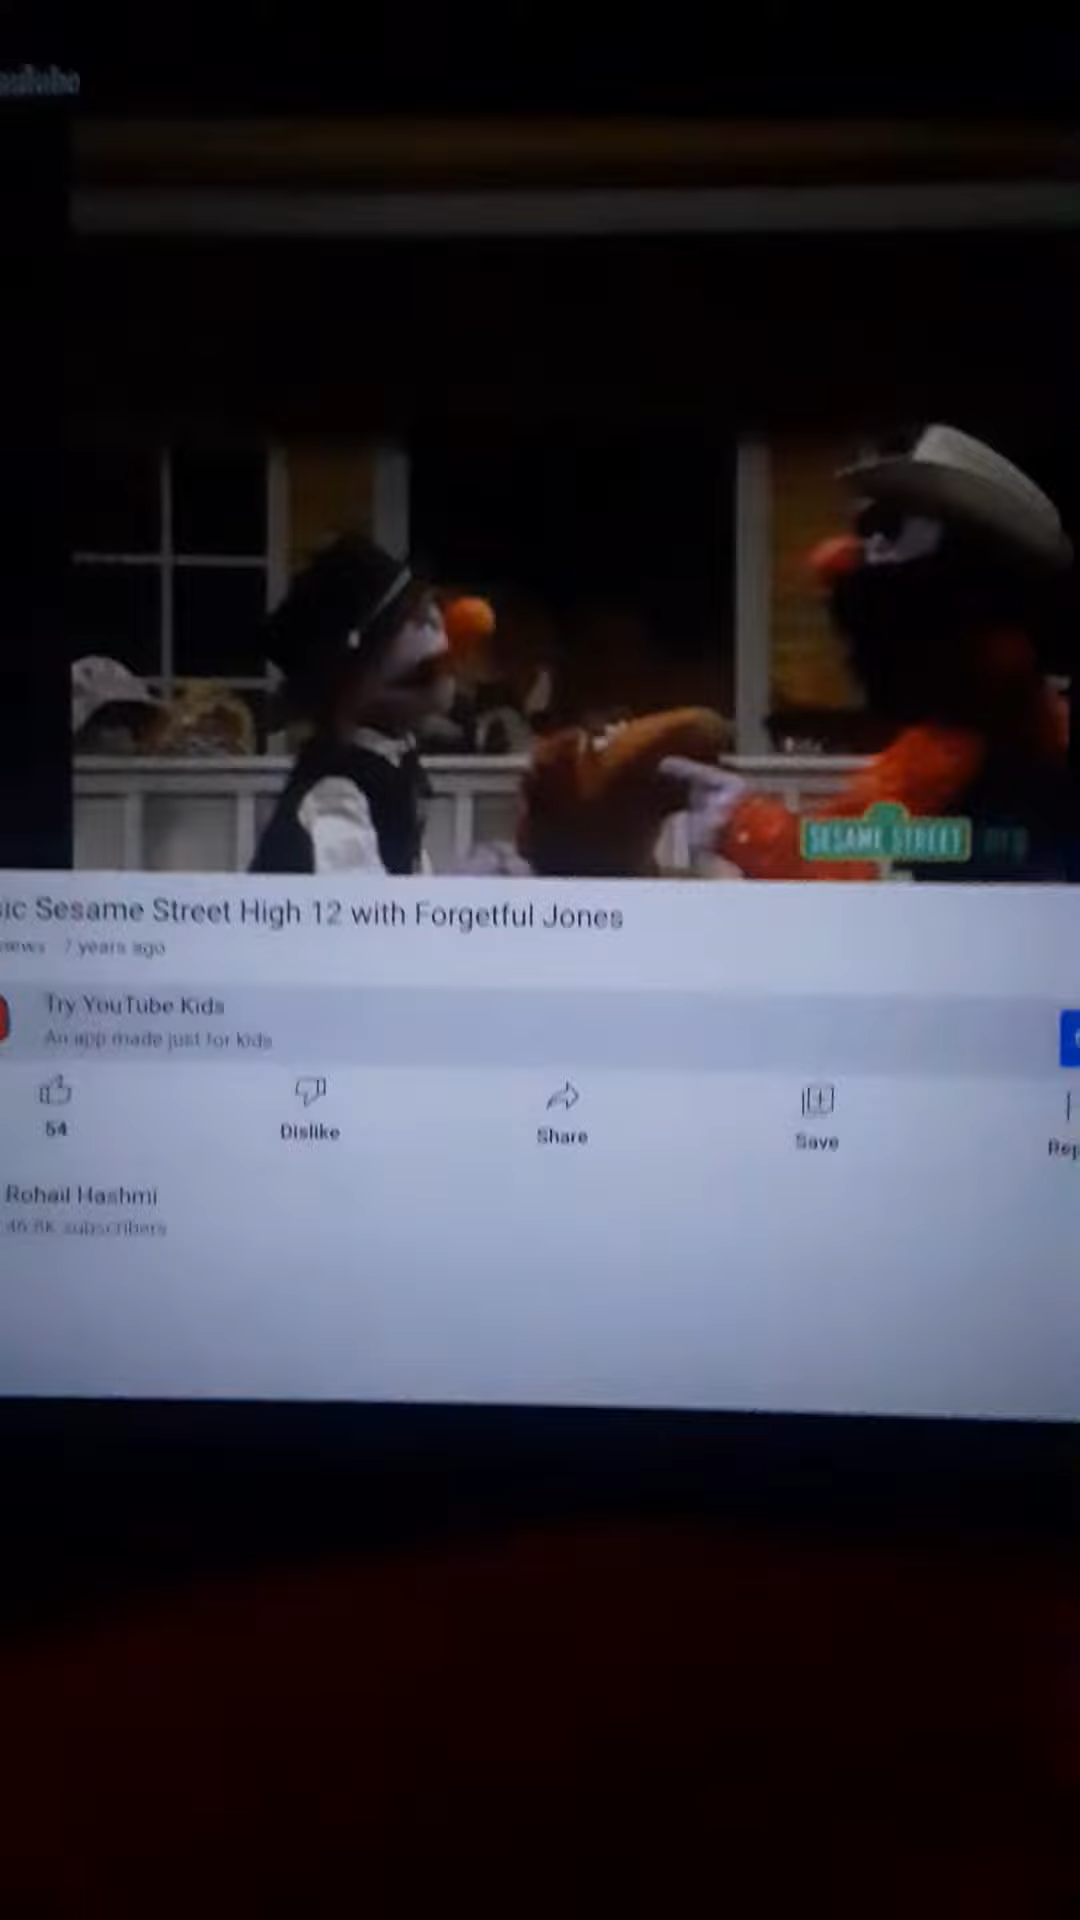 Sesame Street High 12 with Forgetful Jones
7 years ago
Try YouTube Kids
An app made just for kids
54
Dislike
Share
Save
Rohail Hashmi
subscribers
SESAME STREET